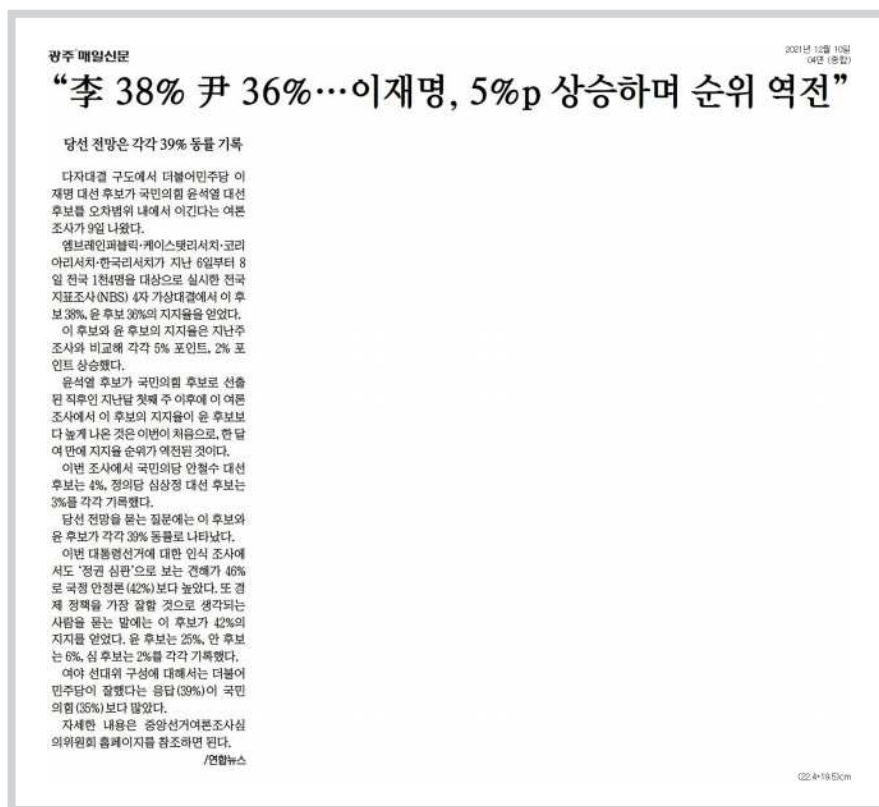 광주매일신문
2021년 12월 10일
04면 (종합)
“李 38% 尹 36%…이재명, 5%p 상승하며 순위 역전”
당선 전망은 각각 39% 동률 기록
다자대결 구도에서 더불어민주당 이
재명 대선 후보가 국민의힘 윤석열 대선
후보를 오차범위 내에서 이긴다는 여론
조사가 9일 나왔다.
엠브레인퍼블릭·케이스탯리서치·코리
아리서치·한국리서치가 지난 6일부터 8
일 전국 1천4명을 대상으로 실시한 전국
지표조사(NBS) 4자 가상대결에서 이 후
보 38%, 윤 후보 36%의 지지율을 얻었다.
이 후보와 윤 후보의 지지율은 지난주
조사와 비교해 각각 5% 포인트, 2% 포
인트 상승했다.
윤석열 후보가 국민의힘 후보로 선출
된 직후인 지난달 첫째 주 이후에 이 여론
조사에서 이 후보의 지지율이 윤 후보보
다 높게 나온 것은 이번이 처음으로, 한 달
여 만에 지지율 순위가 역전된 것이다.
이번 조사에서 국민의당 안철수 대선
후보는 4%, 정의당 심상정 대선 후보는
3%를 각각 기록했다.
당선 전망을 묻는 질문에는 이 후보와
윤 후보가 각각 39% 동률로 나타났다.
이번 대통령선거에 대한 인식 조사에
서도 ‘정권 심판’으로 보는 견해가 46%
로 국정 안정론(42%)보다 높았다. 또 경
제 정책을 가장 잘할 것으로 생각되는
사람을 묻는 말에는 이 후보가 42%의
지지를 얻었다. 윤 후보는 25%, 안 후보
는 6%, 심 후보는 2%를 각각 기록했다.
여야 선대위 구성에 대해서는 더불어
민주당이 잘했다는 응답(39%)이 국민
의힘(35%)보다 많았다.
자세한 내용은 중앙선거여론조사심
의위원회 홈페이지를 참조하면 된다.
/연합뉴스
(22.4*19.5)cm